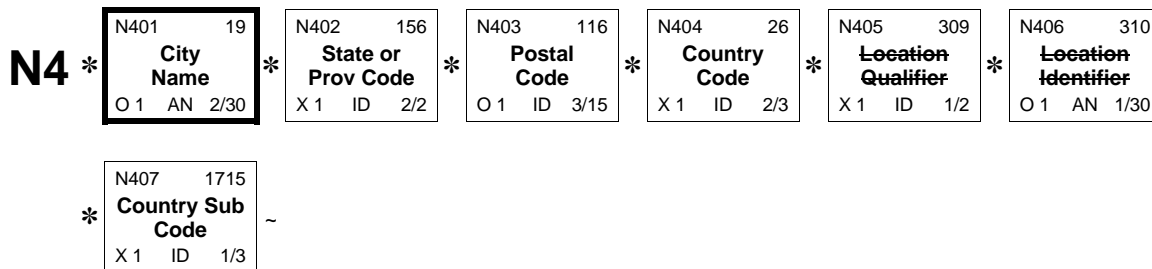 N401 19 N402 156 N403 116 N404 26 N405 309 N406 310
N4 * City Name * State or Prov Code * Postal Code * Country Code * Location Qualifier * Location Identifier
O 1 AN 2/30 X 1 ID 2/2 O 1 ID 3/15 X 1 ID 2/3 X 1 ID 1/2 O 1 AN 1/30
N407 1715
* Country Sub Code ~
X 1 ID 1/3